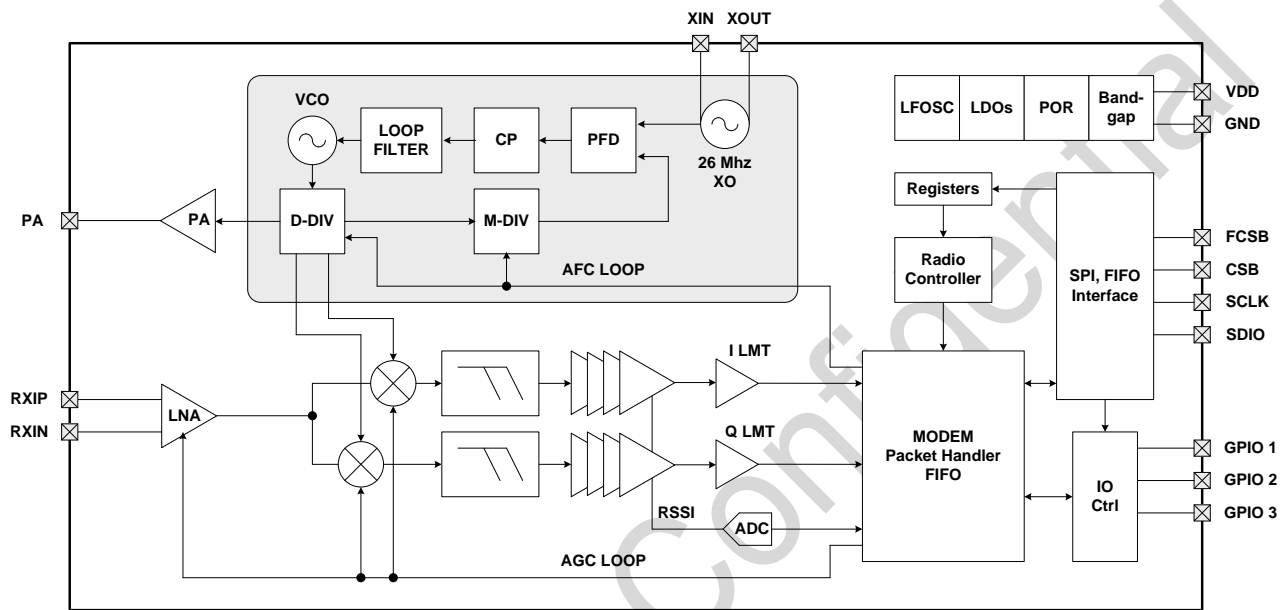 XIN XOUT
VCO
LOOP
FILTER
CP
PFD
26 Mhz
XO
LFOSC
LDOs
POR
Band-
gap
VDD
GND
PA
PA
D-DIV
M-DIV
AFC LOOP
Registers
Radio
Controller
SPI, FIFO
Interface
FCSB
CSB
SCLK
SDIO
RXIP
RXIN
LNA
I LMT
Q LMT
RSSI
ADC
AGC LOOP
MODEM
Packet Handler
FIFO
IO
Ctrl
GPIO 1
GPIO 2
GPIO 3
Confidential